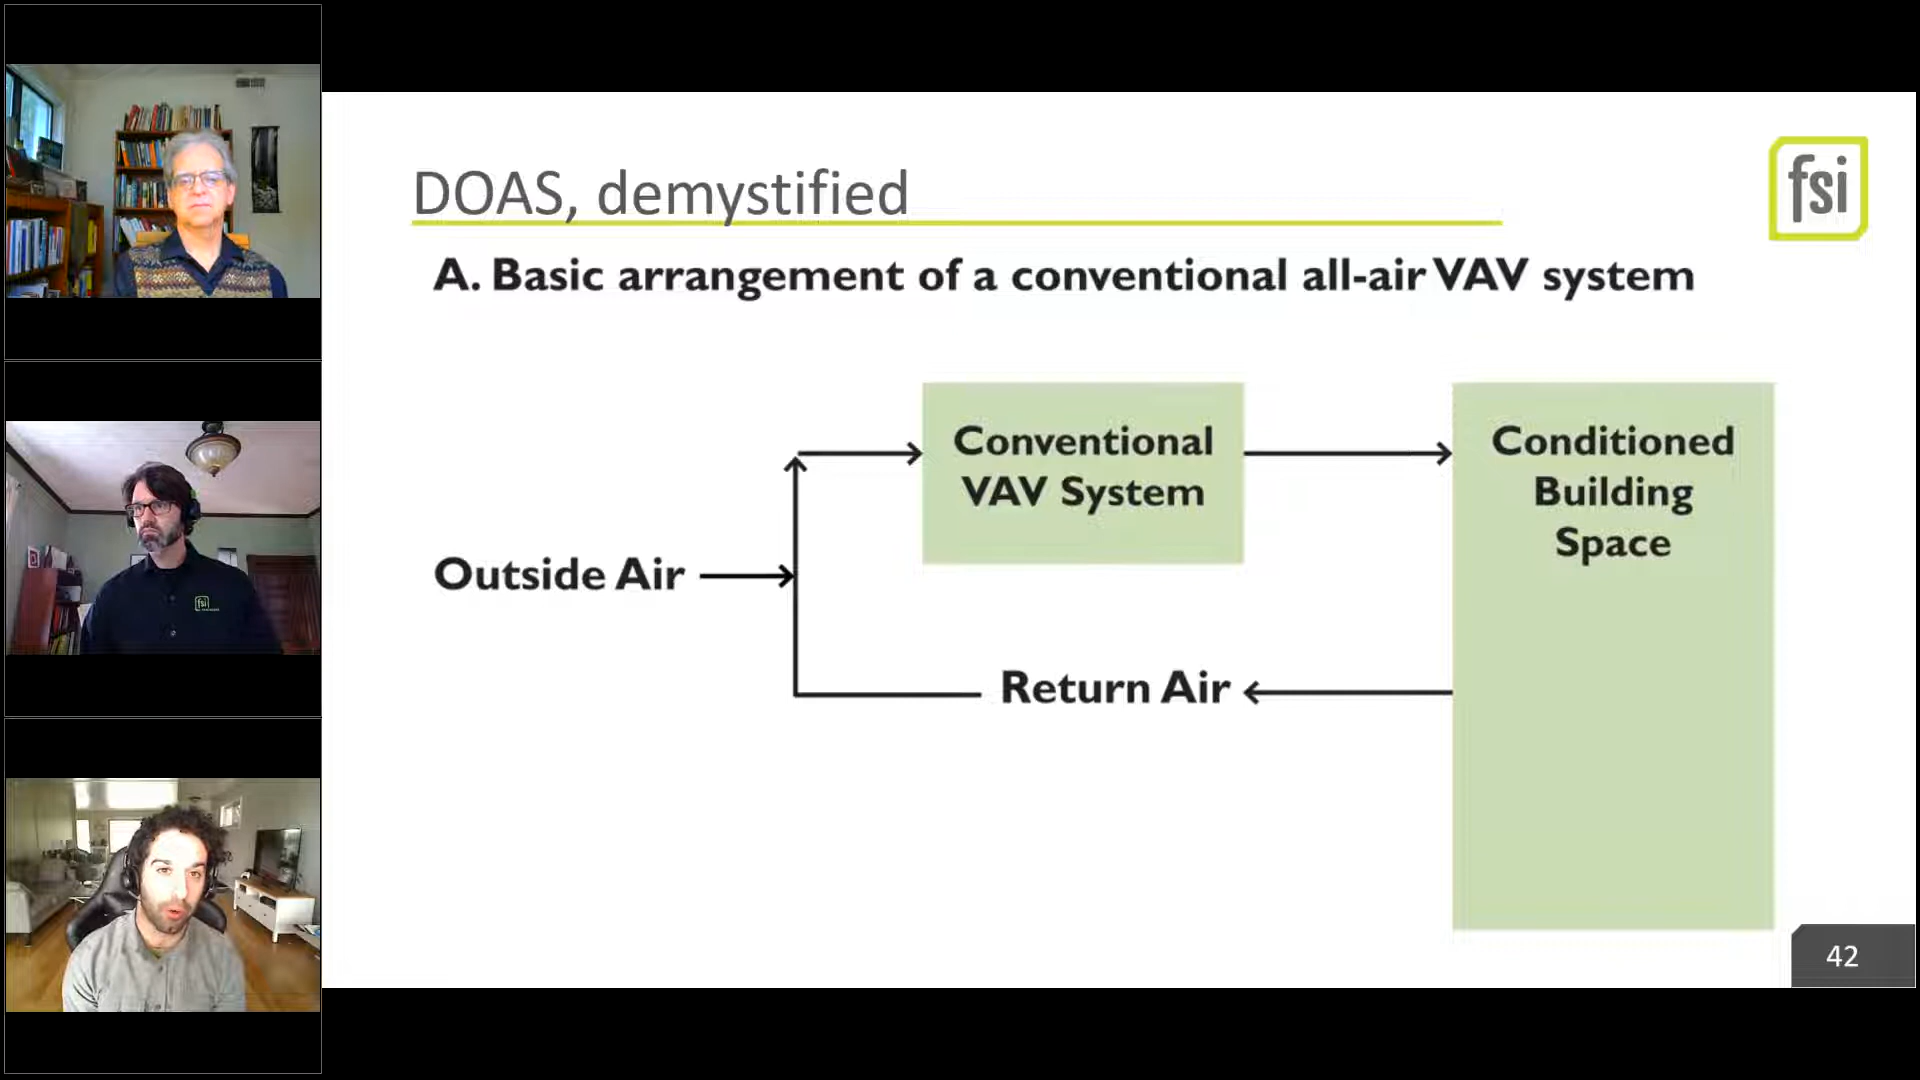 DOAS, demystified
fsi
A. Basic arrangement of a conventional all-air VAV system
Conventional
VAV System
Conditioned
Building
Space
Outside Air
Return Air
42
fsi